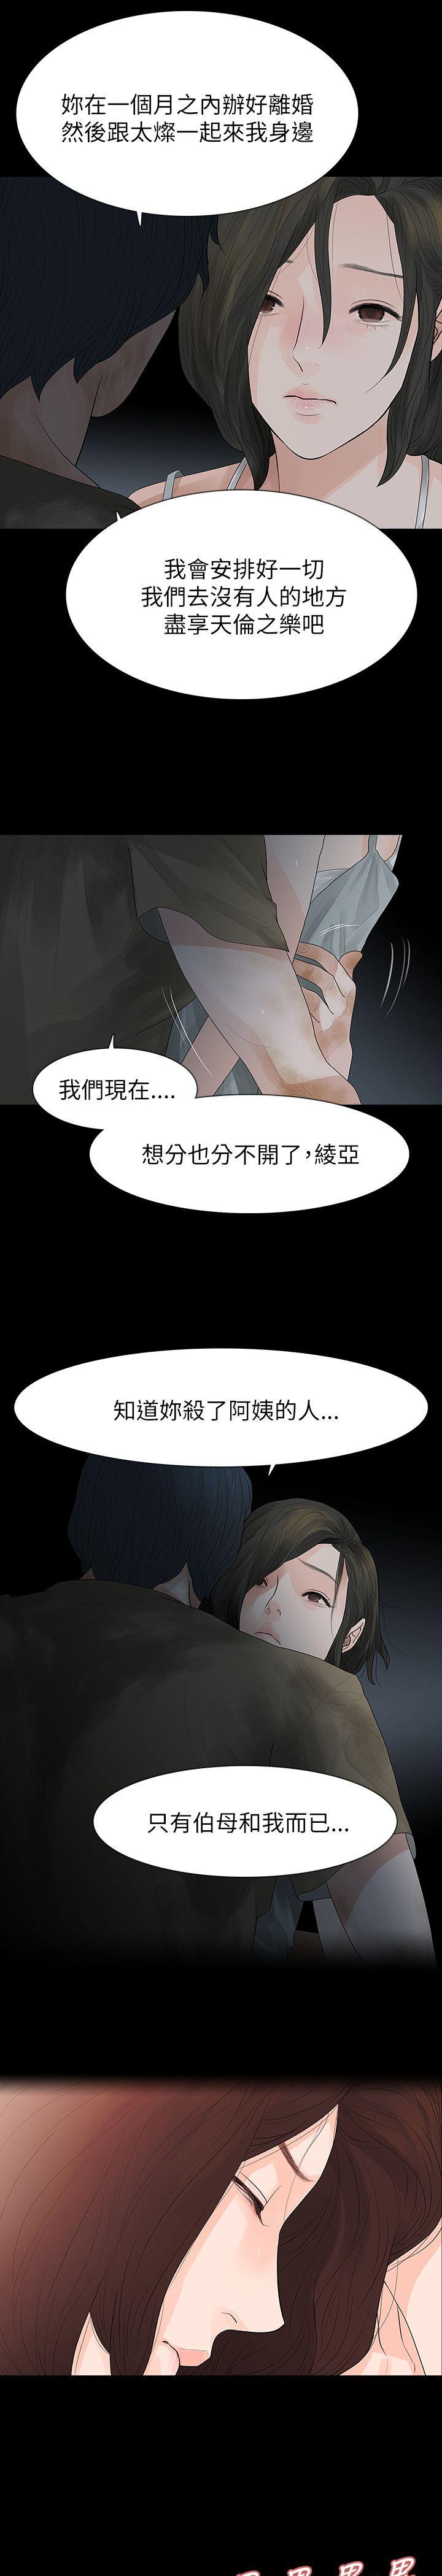 妳在一個月之內辦好離婚
然後跟太燦一起來我身邊
我會安排好一切
我們去沒有人的地方
盡享天倫之樂吧
我們現在....
想分也分不開了，綾亞
知道妳殺了阿姨的人...
只有伯母和我而已...